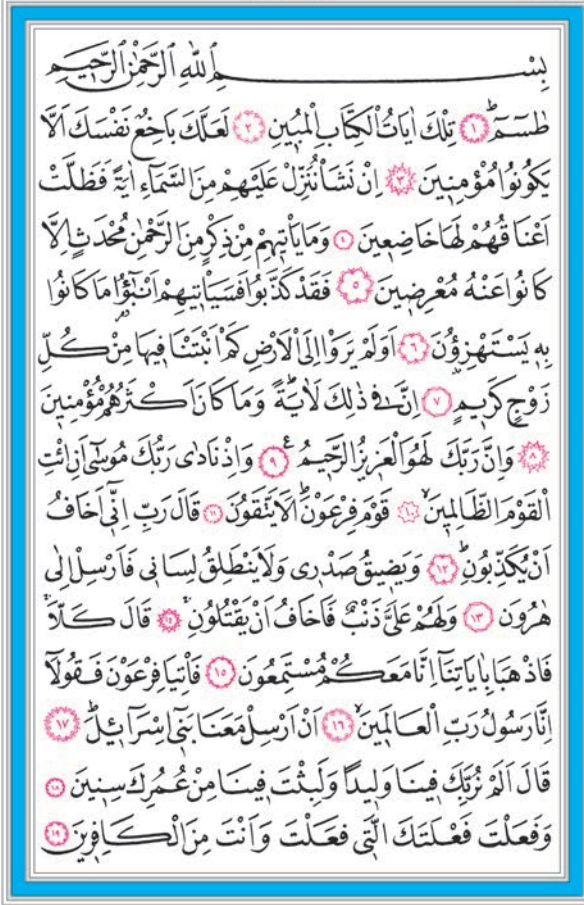 بِسْمِ اللّٰهِ الرَّحْمٰنِ الرَّحِيمِ
طٰسٓمٓ ﴿١﴾ تِلْكَ اٰيَاتُ الْكِتَابِ الْمُبِينِ ﴿٢﴾ لَعَلَّكَ بَاخِعٌ نَفْسَكَ اَلَّا
يَكُونُوا مُؤْمِنِينَ ﴿٣﴾ اِنْ نَشَأْ نُنَزِّلْ عَلَيْهِمْ مِنَ السَّمَاءِ اٰيَةً فَظَلَّتْ
اَعْنَاقُهُمْ لَهَا خَاضِعِينَ ﴿٤﴾ وَمَا يَأْتِيهِمْ مِنْ ذِكْرٍ مِنَ الرَّحْمٰنِ مُحْدَثٍ اِلَّا
كَانُوا عَنْهُ مُعْرِضِينَ ﴿٥﴾ فَقَدْ كَذَّبُوا فَسَيَأْتِيهِمْ اَنْبٰٓؤُا مَا كَانُوا
بِهِ يَسْتَهْزِؤُنَ ﴿٦﴾ اَوَلَمْ يَرَوْا اِلَى الْاَرْضِ كَمْ اَنْبَتْنَا فِيهَا مِنْ كُلِّ
زَوْجٍ كَرِيمٍ ﴿٧﴾ اِنَّ فِي ذٰلِكَ لَاٰيَةً وَمَا كَانَ اَكْثَرُهُمْ مُؤْمِنِينَ
﴿٨﴾ وَاِنَّ رَبَّكَ لَهُوَ الْعَزِيزُ الرَّحِيمُ ﴿٩﴾ وَاِذْ نَادٰى رَبُّكَ مُوسٰٓى اَنِ ائْتِ
الْقَوْمَ الظَّالِمِينَ ﴿١٠﴾ قَوْمَ فِرْعَوْنَ اَلَا يَتَّقُونَ ﴿١١﴾ قَالَ رَبِّ اِنِّٓي اَخَافُ
اَنْ يُكَذِّبُونِ ﴿١٢﴾ وَيَضِيقُ صَدْرِي وَلَا يَنْطَلِقُ لِسَانِي فَاَرْسِلْ اِلٰى
هٰرُونَ ﴿١٣﴾ وَلَهُمْ عَلَيَّ ذَنْبٌ فَاَخَافُ اَنْ يَقْتُلُونِ ﴿١٤﴾ قَالَ كَلَّا
فَاذْهَبَا بِاٰيَاتِنَا اِنَّا مَعَكُمْ مُسْتَمِعُونَ ﴿١٥﴾ فَأْتِيَا فِرْعَوْنَ فَقُولَا
اِنَّا رَسُولُ رَبِّ الْعَالَمِينَ ﴿١٦﴾ اَنْ اَرْسِلْ مَعَنَا بَنِٓي اِسْرَٓائِلَ ﴿١٧﴾
قَالَ اَلَمْ نُرَبِّكَ فِينَا وَلِيداً وَلَبِثْتَ فِينَا مِنْ عُمُرِكَ سِنِينَ ﴿١٨﴾
وَفَعَلْتَ فَعْلَتَكَ الَّتِي فَعَلْتَ وَاَنْتَ مِنَ الْكَافِرِينَ ﴿١٩﴾